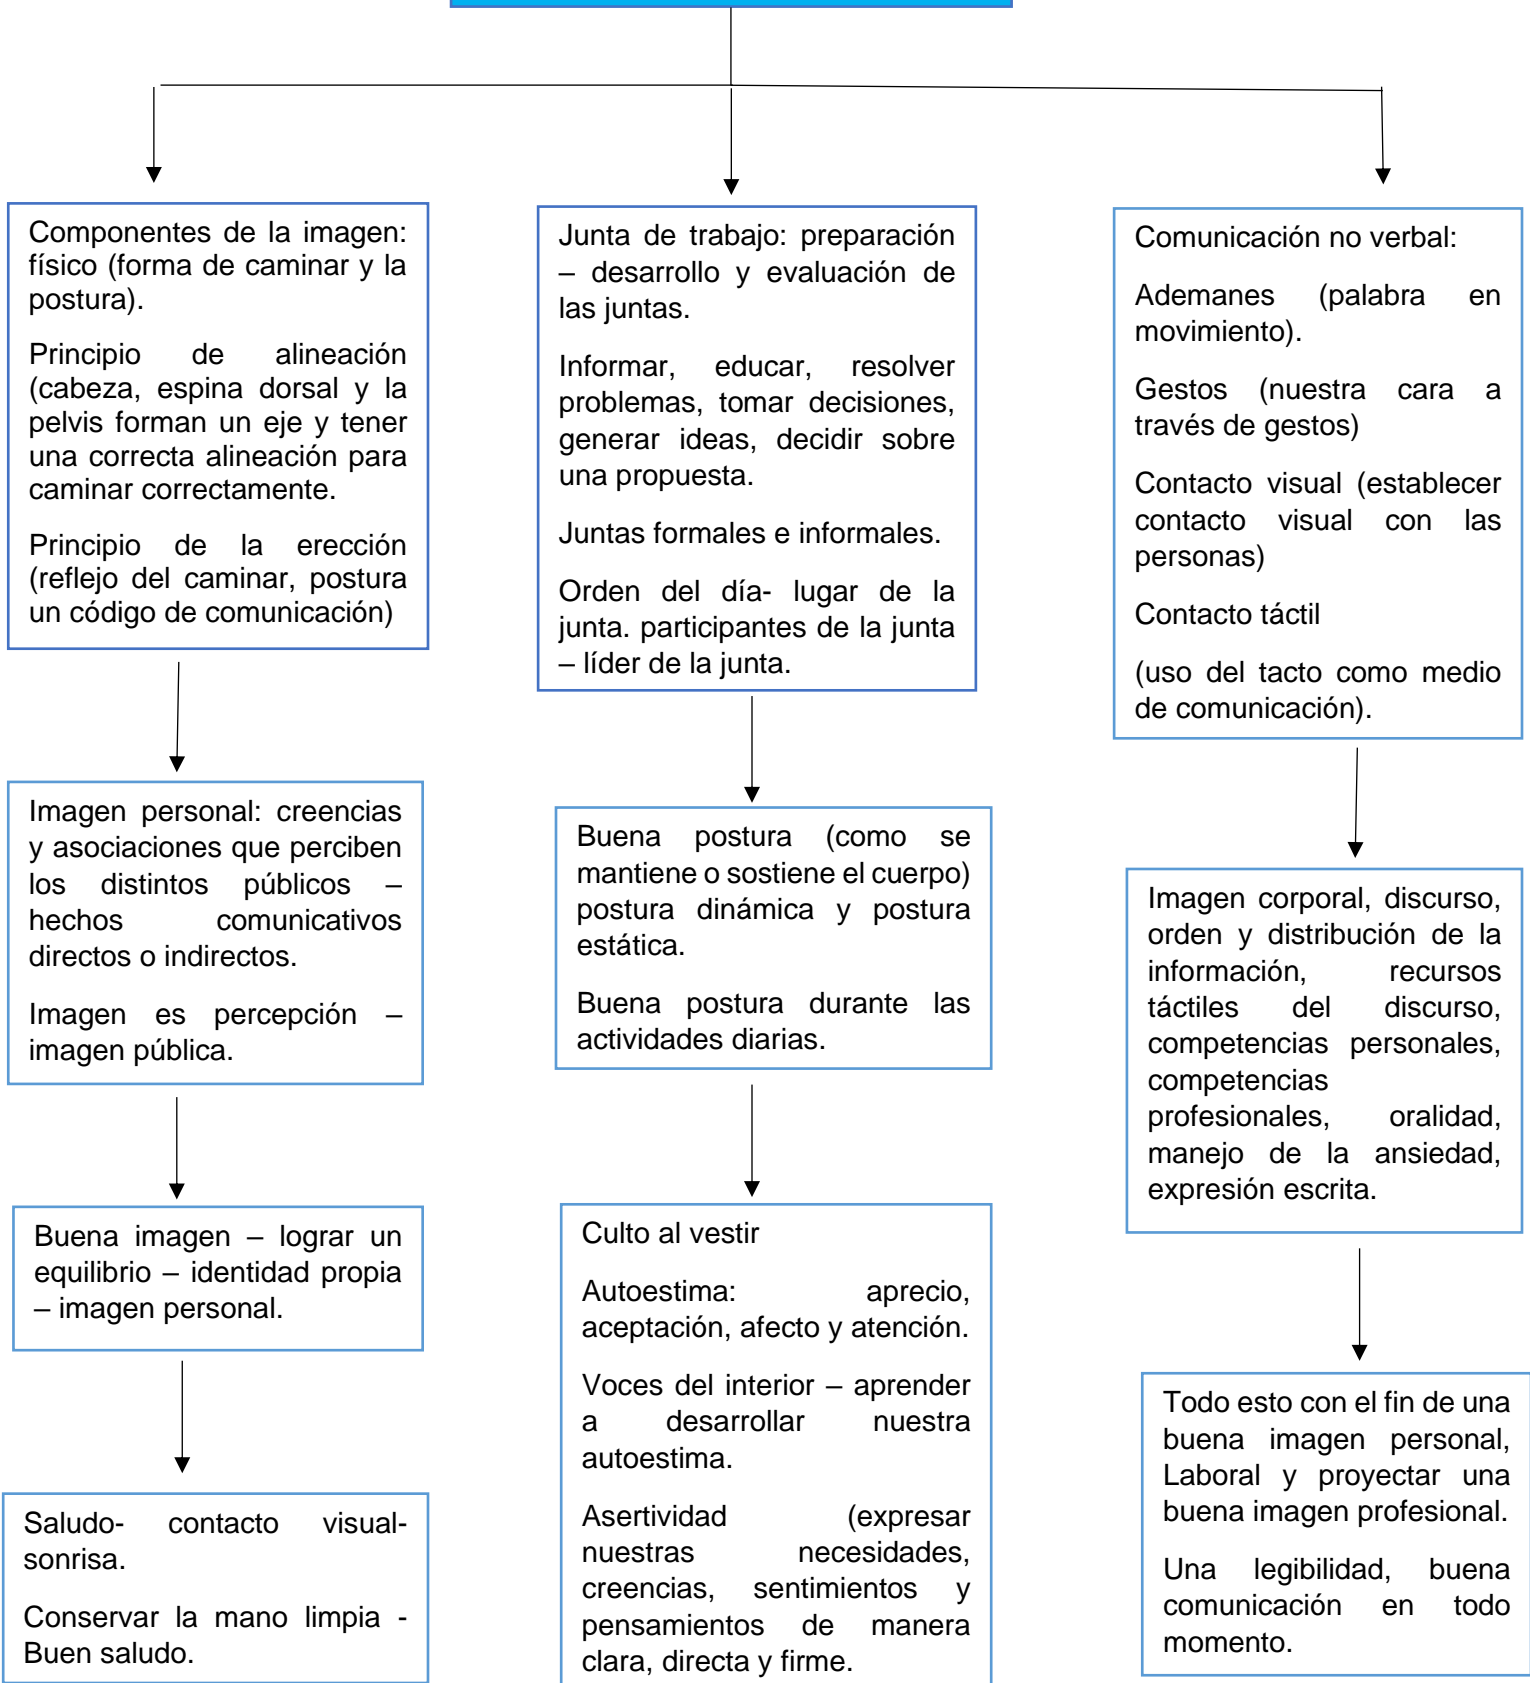 Componentes de la imagen:
físico (forma de caminar y la
postura).
Principio de alineación
(cabeza, espina dorsal y la
pelvis forman un eje y tener
una correcta alineación para
caminar correctamente.
Principio de la erección
(reflejo del caminar, postura
un código de comunicación)
Imagen personal: creencias
y asociaciones que perciben
los distintos públicos –
hechos comunicativos
directos o indirectos.
Imagen es percepción –
imagen pública.
Buena imagen – lograr un
equilibrio – identidad propia
– imagen personal.
Saludo- contacto visual-
sonrisa.
Conservar la mano limpia -
Buen saludo.
Junta de trabajo: preparación
– desarrollo y evaluación de
las juntas.
Informar, educar, resolver
problemas, tomar decisiones,
generar ideas, decidir sobre
una propuesta.
Juntas formales e informales.
Orden del día- lugar de la
junta. participantes de la junta
– líder de la junta.
Buena postura (como se
mantiene o sostiene el cuerpo)
postura dinámica y postura
estática.
Buena postura durante las
actividades diarias.
Culto al vestir
Autoestima: aprecio,
aceptación, afecto y atención.
Voces del interior – aprender
a desarrollar nuestra
autoestima.
Asertividad (expresar
nuestras necesidades,
creencias, sentimientos y
pensamientos de manera
clara, directa y firme.
Comunicación no verbal:
Ademanes (palabra en
movimiento).
Gestos (nuestra cara a
través de gestos)
Contacto visual (establecer
contacto visual con las
personas)
Contacto táctil
(uso del tacto como medio
de comunicación).
Imagen corporal, discurso,
orden y distribución de la
información, recursos
táctiles del discurso,
competencias personales,
competencias
profesionales, oralidad,
manejo de la ansiedad,
expresión escrita.
Todo esto con el fin de una
buena imagen personal,
Laboral y proyectar una
buena imagen profesional.
Una legibilidad, buena
comunicación en todo
momento.